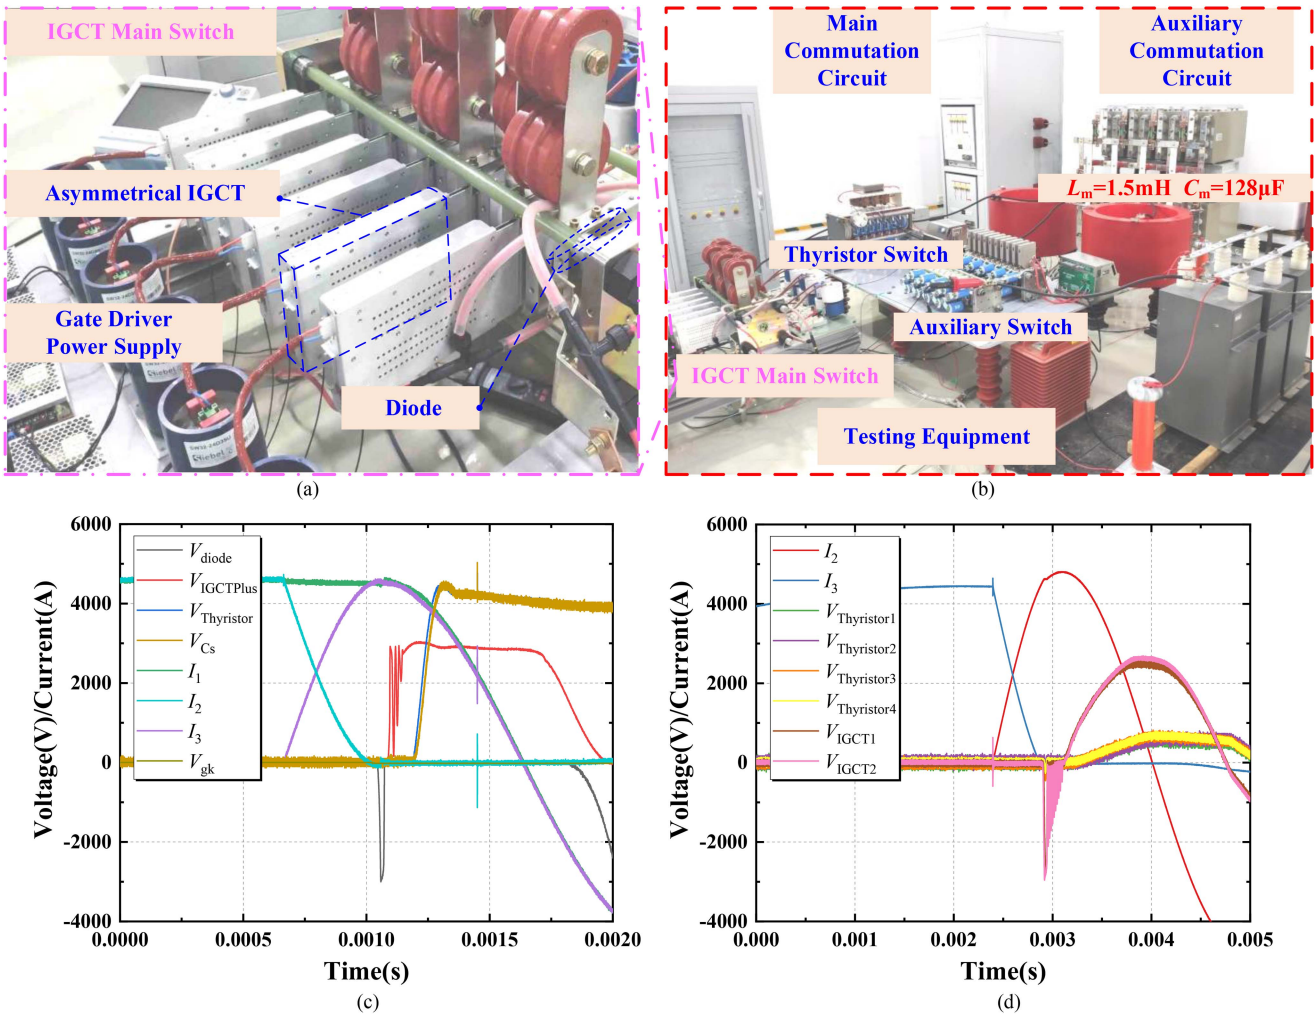 IGCT Main Switch
Asymmetrical IGCT
Gate Driver
Power Supply
Diode
(a)
Main
Commutation
Circuit
Auxiliary
Commutation
Circuit
Lm=1.5mH Cm=128μF
Thyristor Switch
Auxiliary Switch
IGCT Main Switch
Testing Equipment
(b)
6000
4000
2000
0
-2000
-4000
Voltage(V)/Current(A)
Vdiode
VIGCTPlus
VThyristor
VCs
I1
I2
I3
Vgk
0.0000
0.0005
0.0010
0.0015
0.0020
Time(s)
(c)
6000
4000
2000
0
-2000
-4000
Voltage(V)/Current(A)
I2
I3
VThyristor1
VThyristor2
VThyristor3
VThyristor4
VIGCT1
VIGCT2
0.000
0.001
0.002
0.003
0.004
0.005
Time(s)
(d)